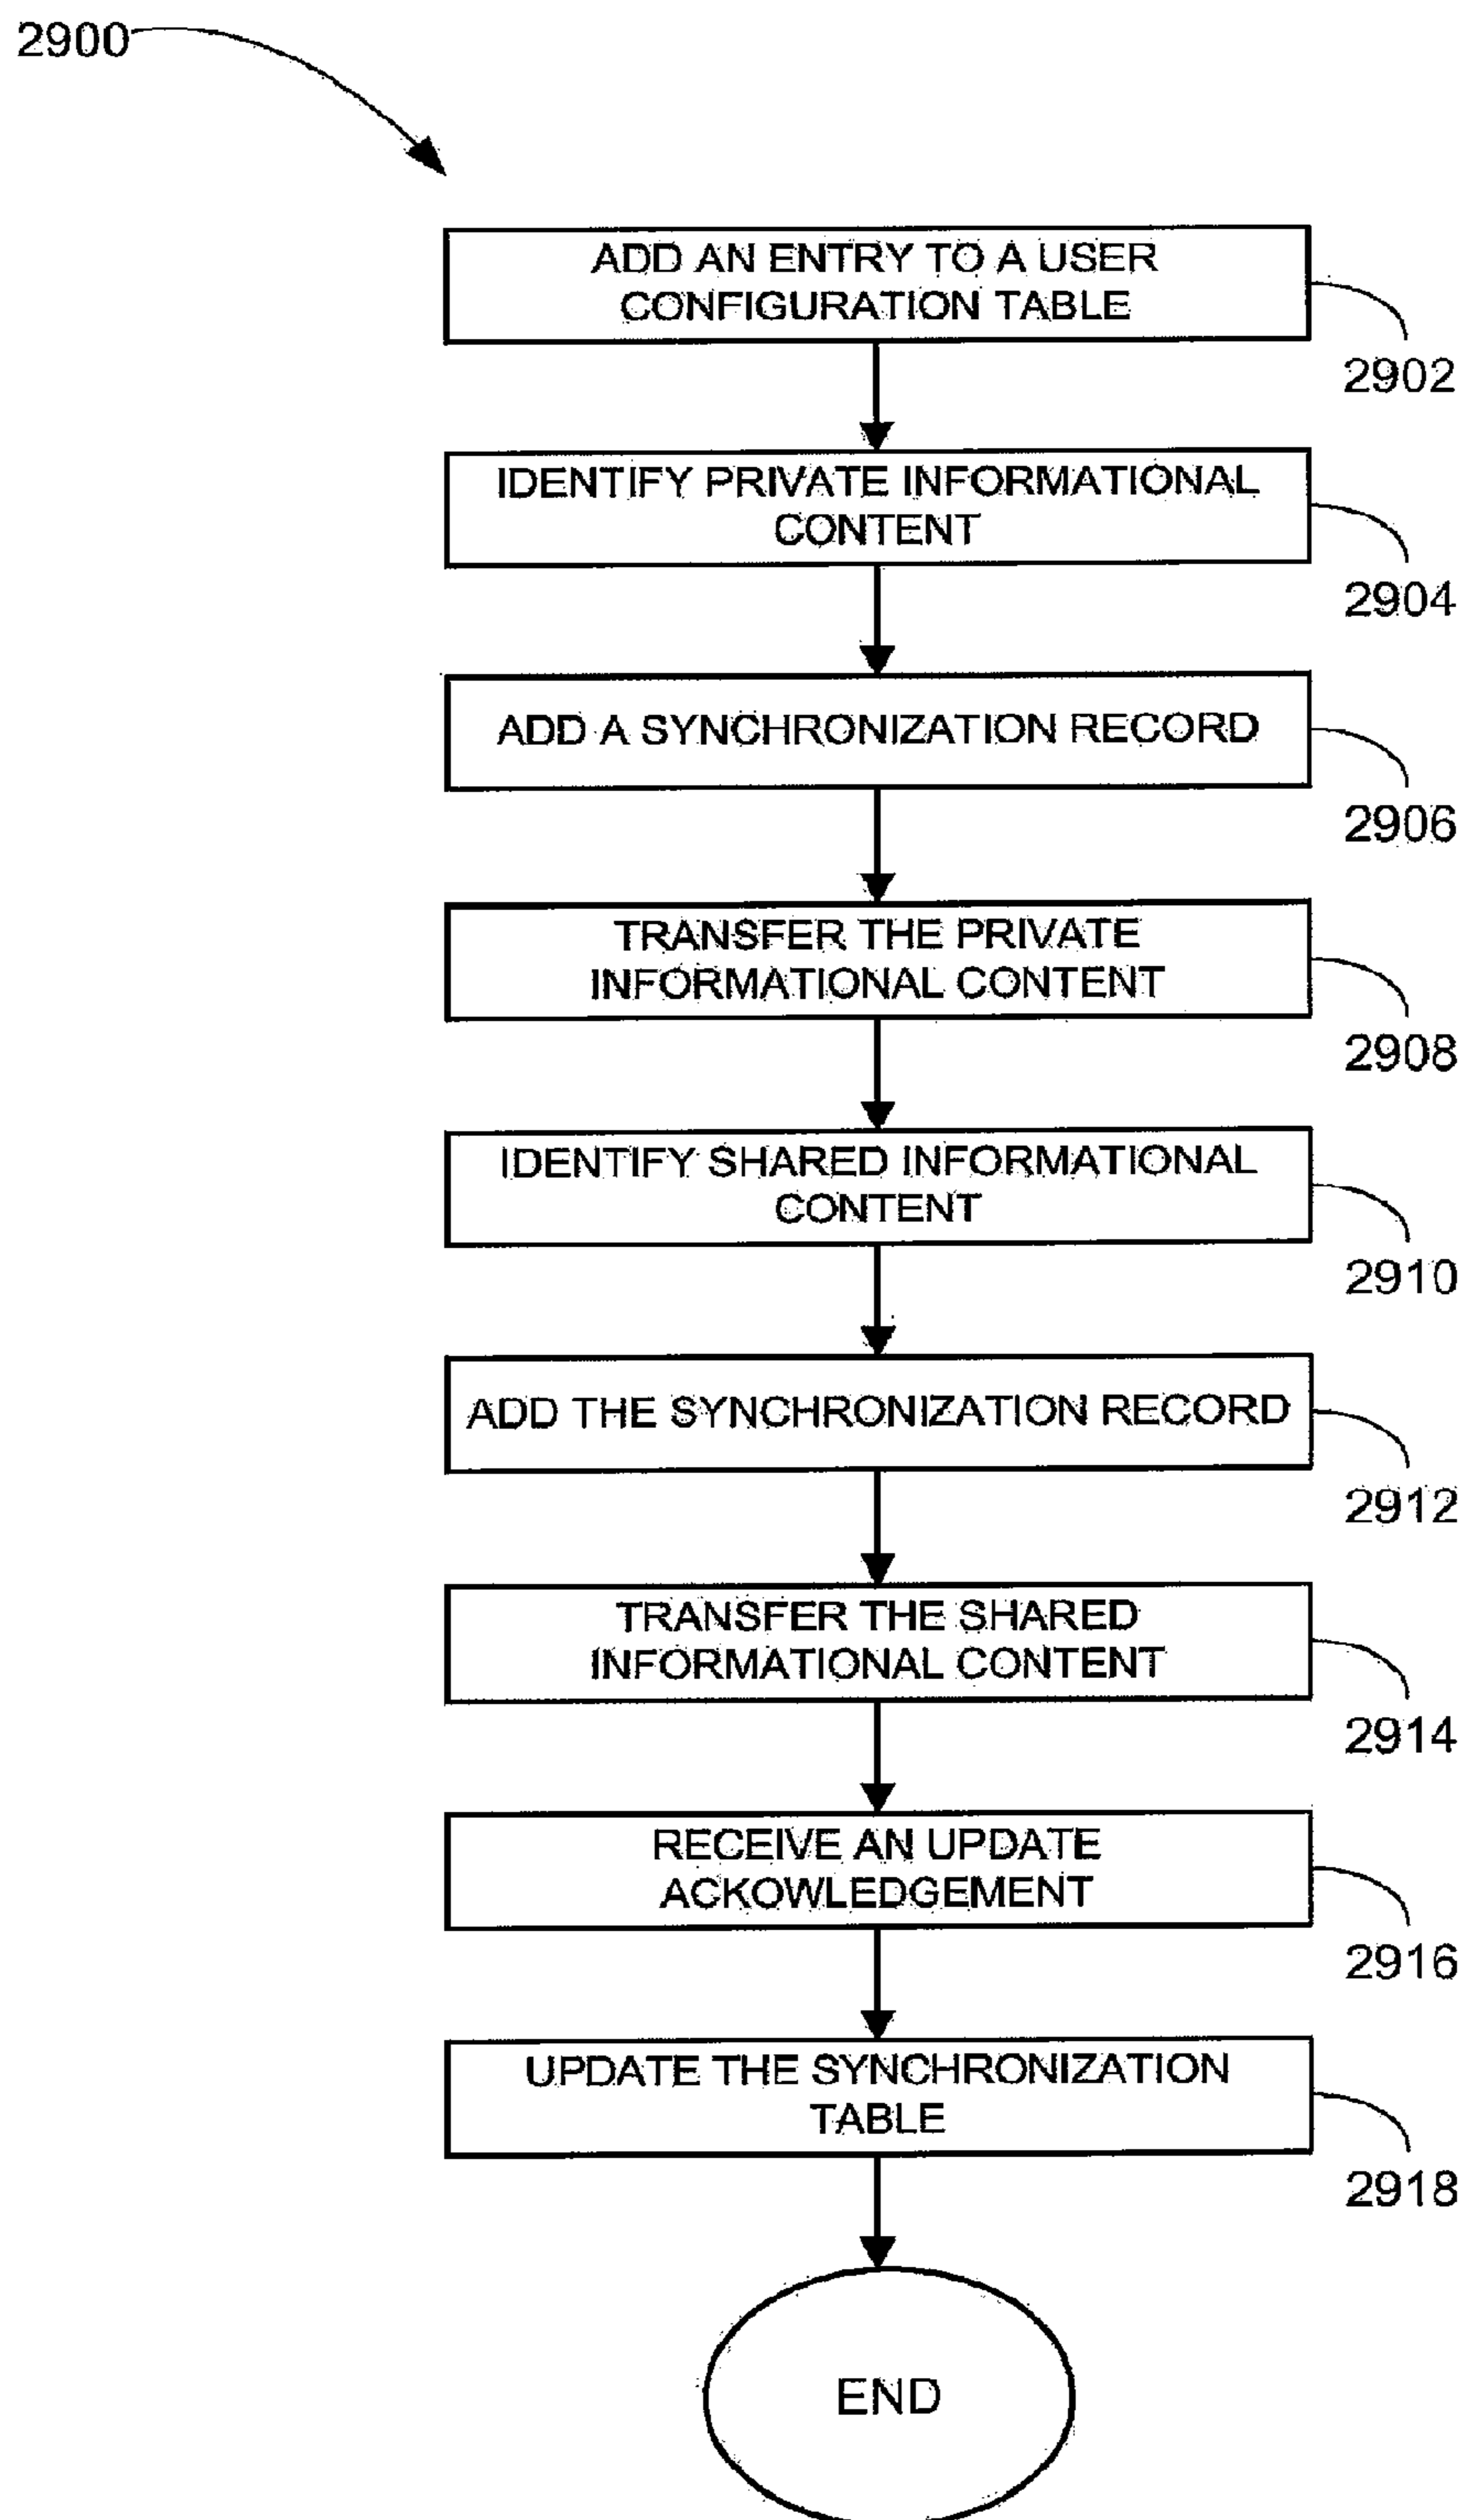 2900
ADD AN ENTRY TO A USER
CONFIGURATION TABLE
2902
IDENTIFY PRIVATE INFORMATIONAL
CONTENT
2904
ADD A SYNCHRONIZATION RECORD
2906
TRANSFER THE PRIVATE
INFORMATIONAL CONTENT
2908
IDENTIFY SHARED INFORMATIONAL
CONTENT
2910
ADD THE SYNCHRONIZATION RECORD
2912
TRANSFER THE SHARED
INFORMATIONAL CONTENT
2914
RECEIVE AN UPDATE
ACKOWLEDGEMENT
2916
UPDATE THE SYNCHRONIZATION
TABLE
2918
END